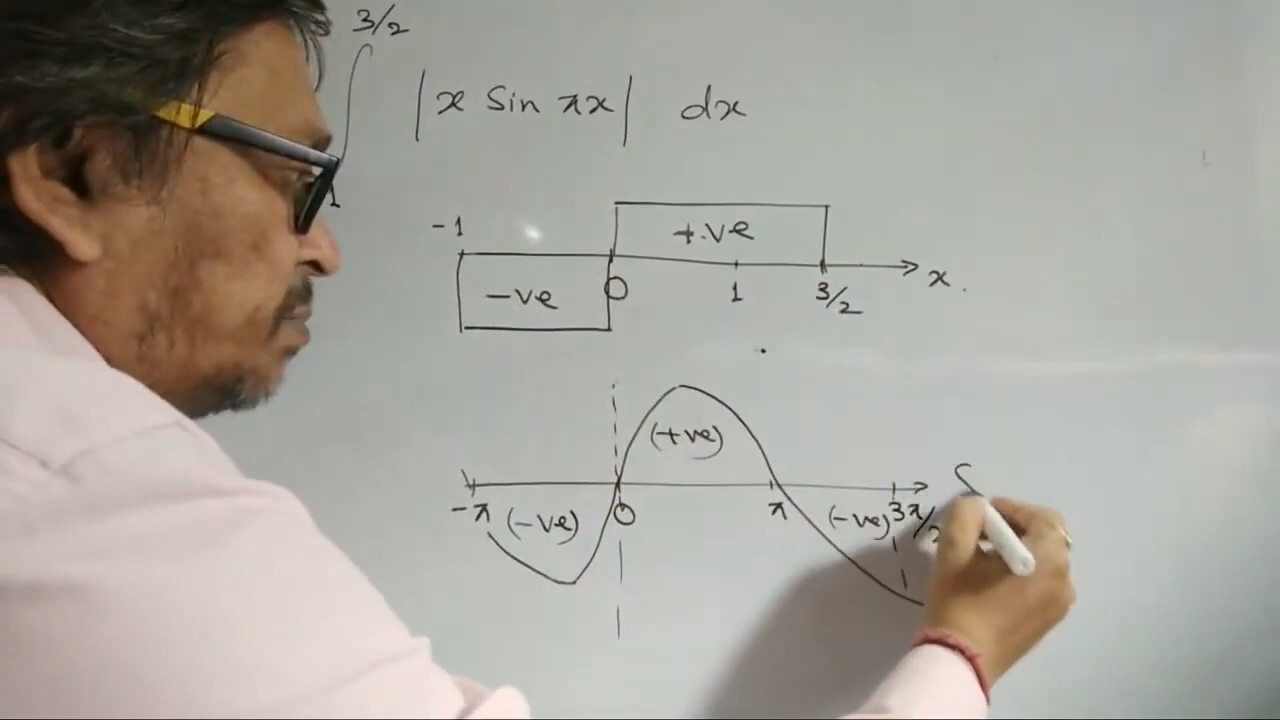 3/2
∫ |x Sin πx| dx
-1 +ve
-ve 0 1 3/2 x
(+ve)
-π (-ve) 0 π (-ve) 3π/2 S